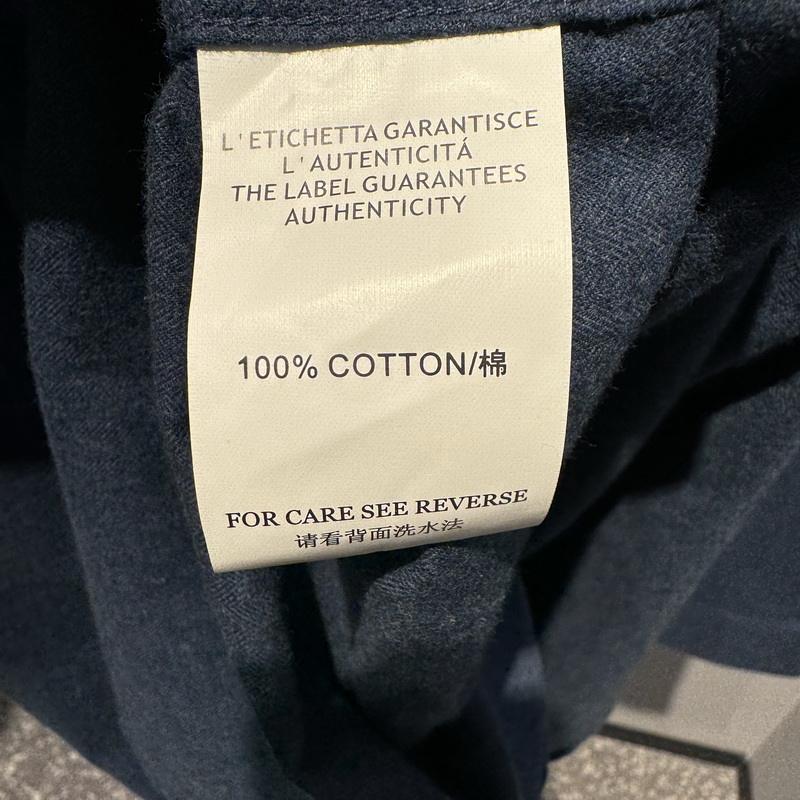 L'ETICHETTA GARANTISCE
L'AUTENTICITÁ
THE LABEL GUARANTEES
AUTHENTICITY
100% COTTON/棉
FOR CARE SEE REVERSE
请看背面洗水法